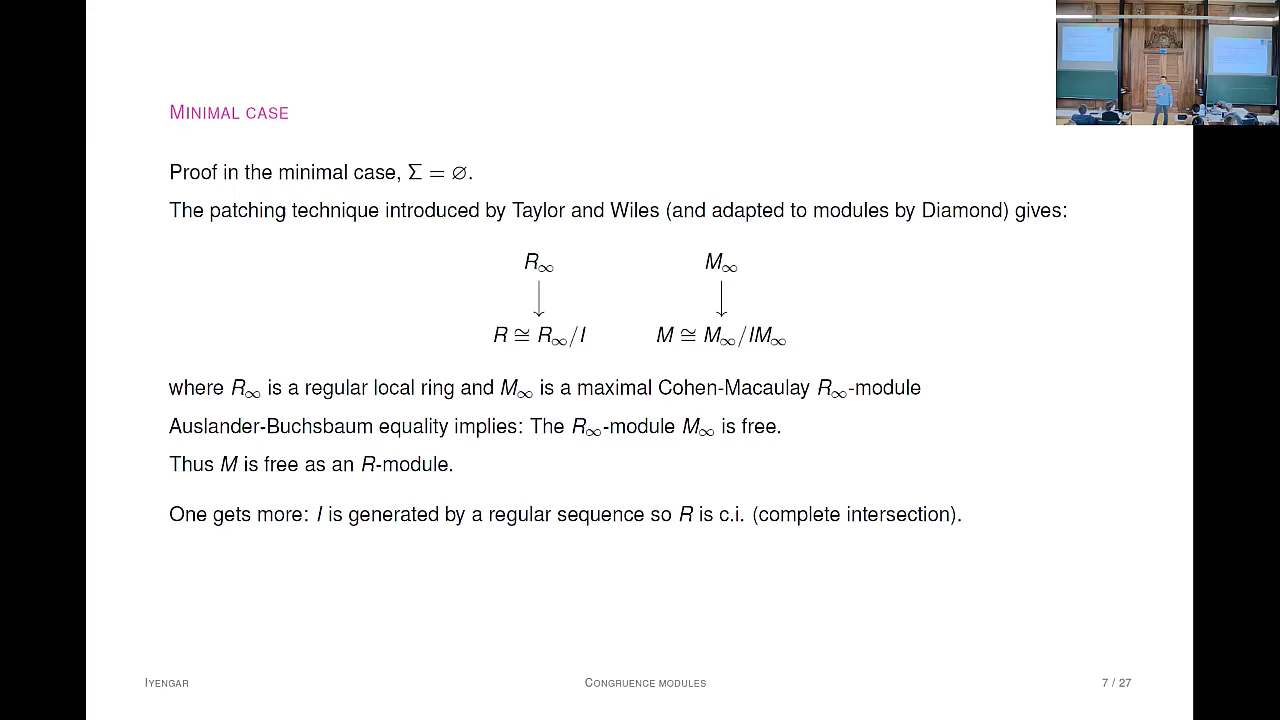 MINIMAL CASE
Proof in the minimal case, Σ = ∅.
The patching technique introduced by Taylor and Wiles (and adapted to modules by Diamond) gives:
R∞ M∞
R ≅ R∞/I M ≅ M∞/IM∞
where R∞ is a regular local ring and M∞ is a maximal Cohen-Macaulay R∞-module
Auslander-Buchsbaum equality implies: The R∞-module M∞ is free.
Thus M is free as an R-module.
One gets more: I is generated by a regular sequence so R is c.i. (complete intersection).
IYENGAR CONGRUENCE MODULES 7 / 27